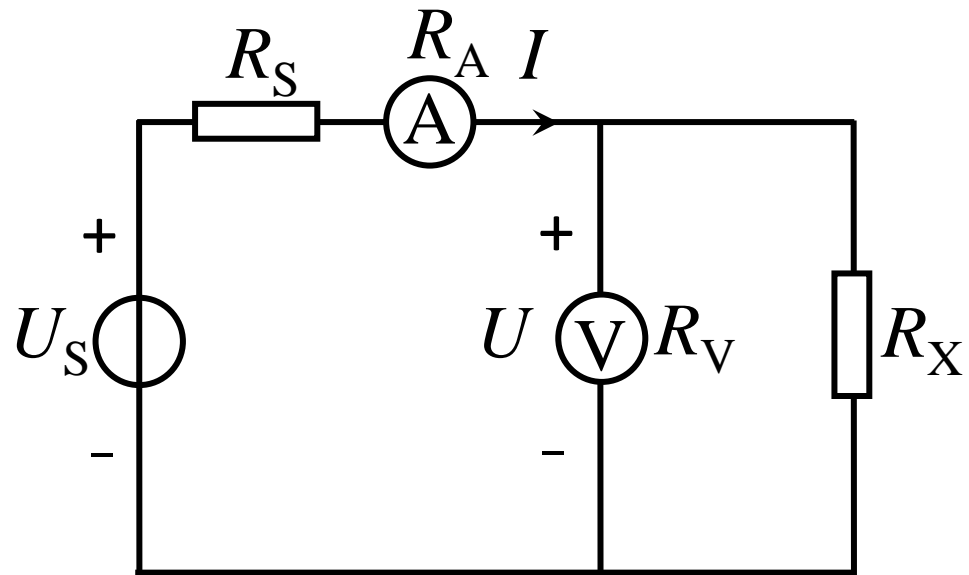 R_S
R_A
I
A
+
+
U_S
U
V
R_V
R_X
-
-